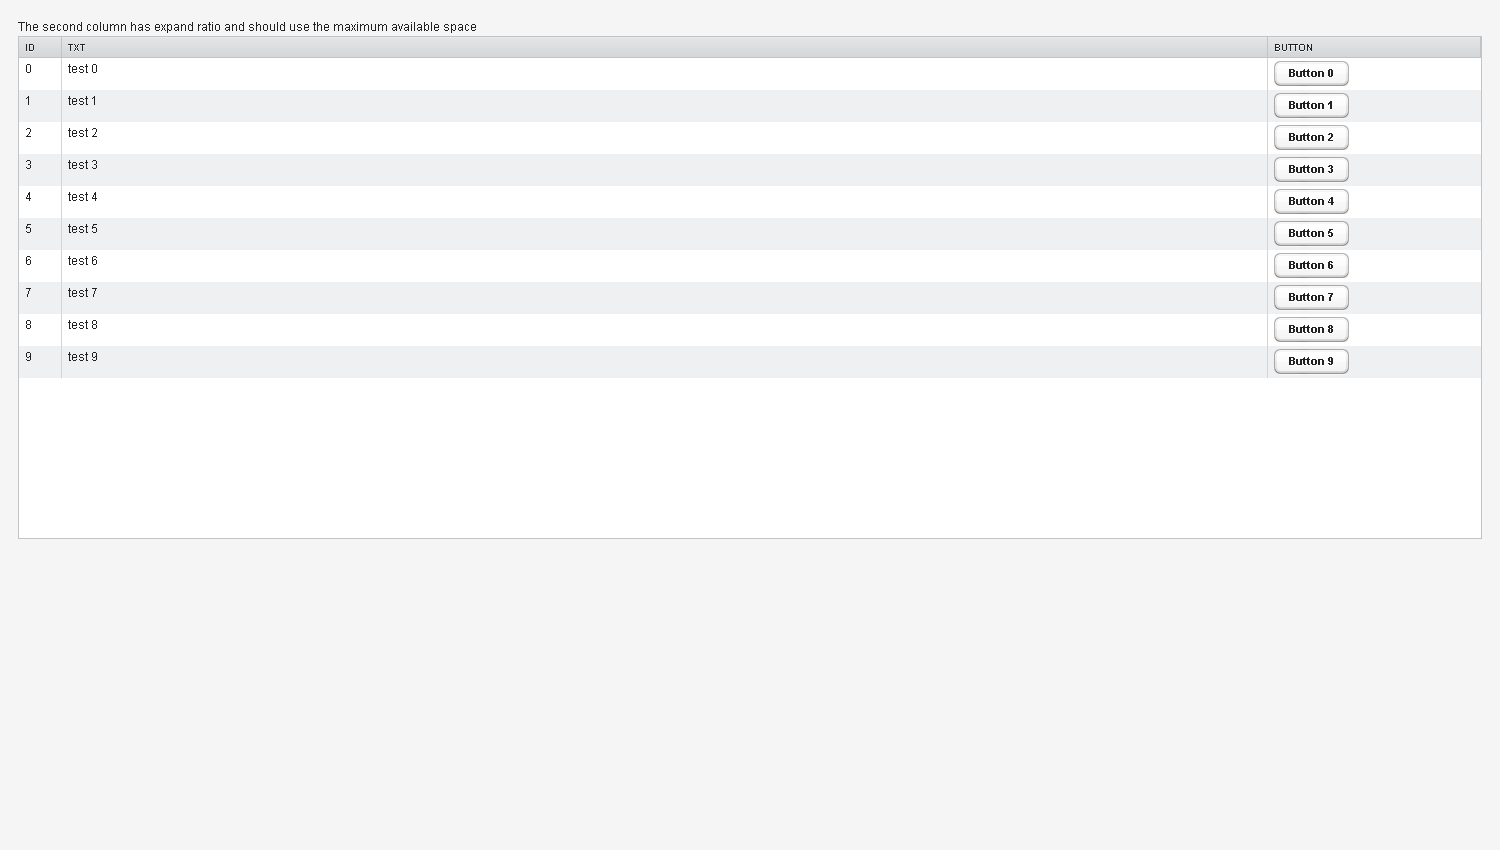 The second column has expand ratio and should use the maximum available space
ID TXT BUTTON
0 test 0 Button 0
1 test 1 Button 1
2 test 2 Button 2
3 test 3 Button 3
4 test 4 Button 4
5 test 5 Button 5
6 test 6 Button 6
7 test 7 Button 7
8 test 8 Button 8
9 test 9 Button 9